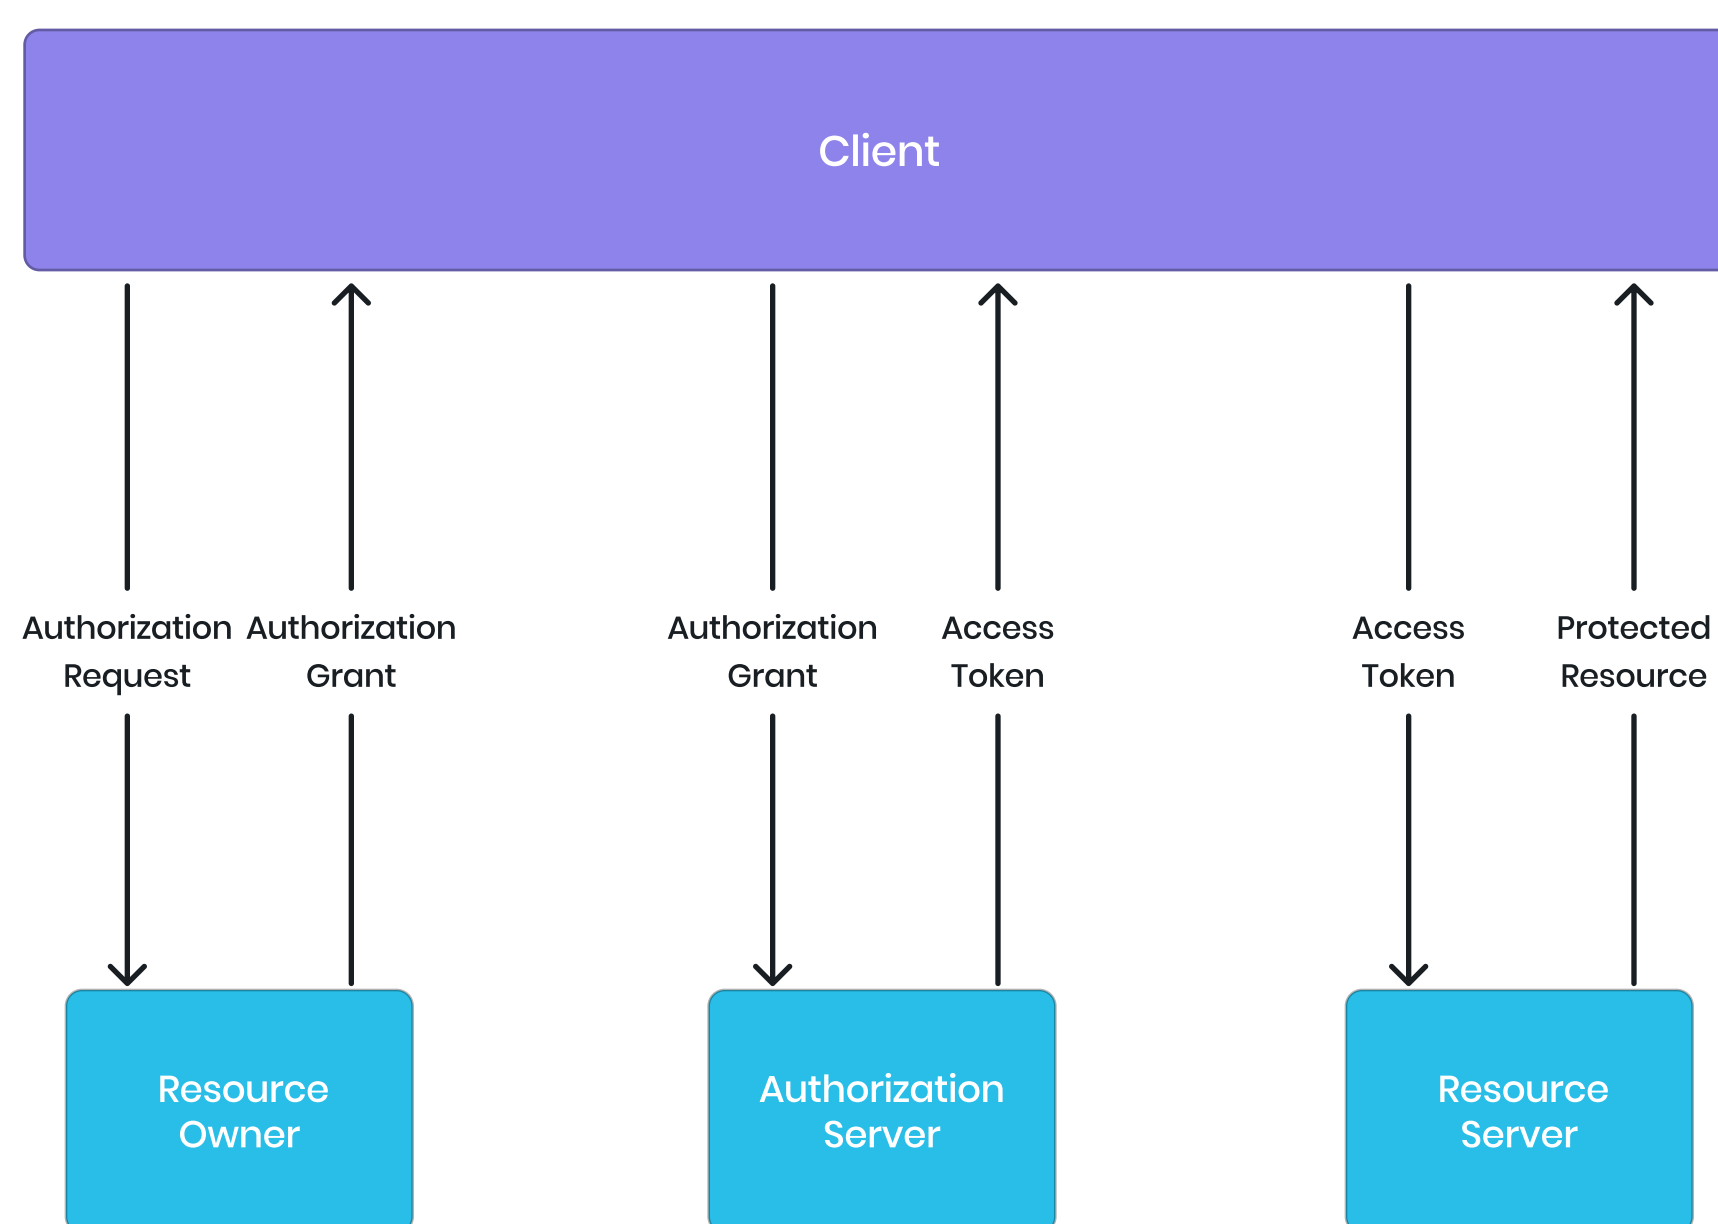 Client
Authorization
Request
Authorization
Grant
Authorization
Grant
Access
Token
Access
Token
Protected
Resource
Resource
Owner
Authorization
Server
Resource
Server